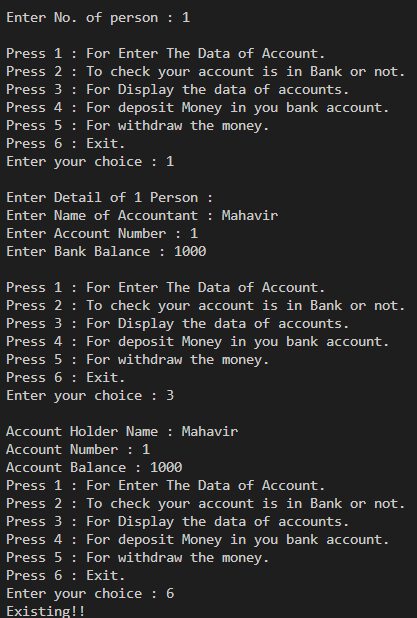 Enter No. of person : 1
Press 1 : For Enter The Data of Account.
Press 2 : To check your account is in Bank or not.
Press 3 : For Display the data of accounts.
Press 4 : For deposit Money in you bank account.
Press 5 : For withdraw the money.
Press 6 : Exit.
Enter your choice : 1
Enter Detail of 1 Person :
Enter Name of Accountant : Mahavir
Enter Account Number : 1
Enter Bank Balance : 1000
Press 1 : For Enter The Data of Account.
Press 2 : To check your account is in Bank or not.
Press 3 : For Display the data of accounts.
Press 4 : For deposit Money in you bank account.
Press 5 : For withdraw the money.
Press 6 : Exit.
Enter your choice : 3
Account Holder Name : Mahavir
Account Number : 1
Account Balance : 1000
Press 1 : For Enter The Data of Account.
Press 2 : To check your account is in Bank or not.
Press 3 : For Display the data of accounts.
Press 4 : For deposit Money in you bank account.
Press 5 : For withdraw the money.
Press 6 : Exit.
Enter your choice : 6
Existing!!